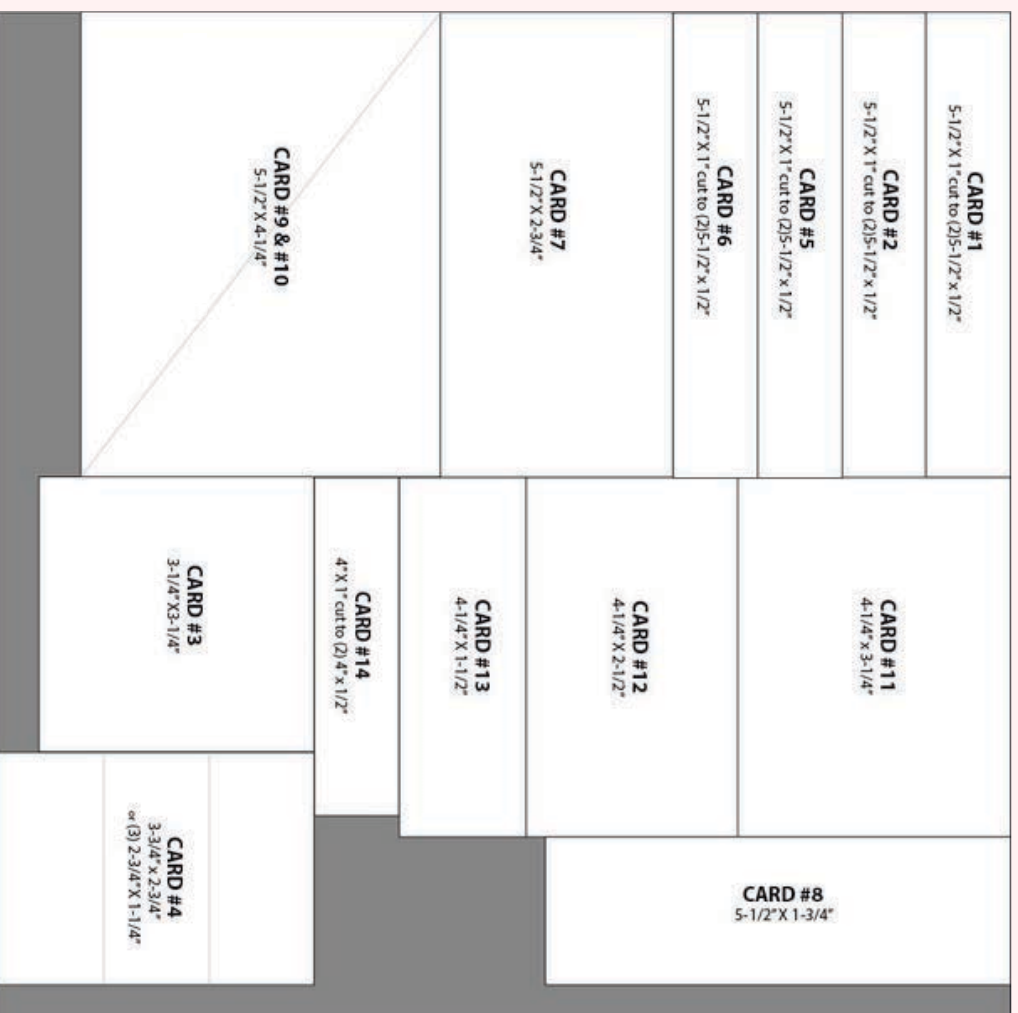 CARD #1
5-1/2"X 1" cut to (2)5-1/2"x 1/2"
CARD #2
5-1/2"X 1" cut to (2)5-1/2"x 1/2"
CARD #5
5-1/2"X 1" cut to (2)5-1/2"x 1/2"
CARD #6
5-1/2"X 1" cut to (2)5-1/2"x 1/2"
CARD #7
5-1/2"X 2-3/4"
CARD #9 & #10
5-1/2"X 4-1/4"
CARD #11
4-1/4" x 3-1/4"
CARD #12
4-1/4"X 2-1/2"
CARD #13
4-1/4"X 1-1/2"
CARD #14
4"X 1" cut to (2) 4" x 1/2"
CARD #3
3-1/4"X3-1/4"
CARD #8
5-1/2"X 1-3/4"
CARD #4
3-3/4"x 2-3/4"
or (3) 2-3/4"X 1-1/4"